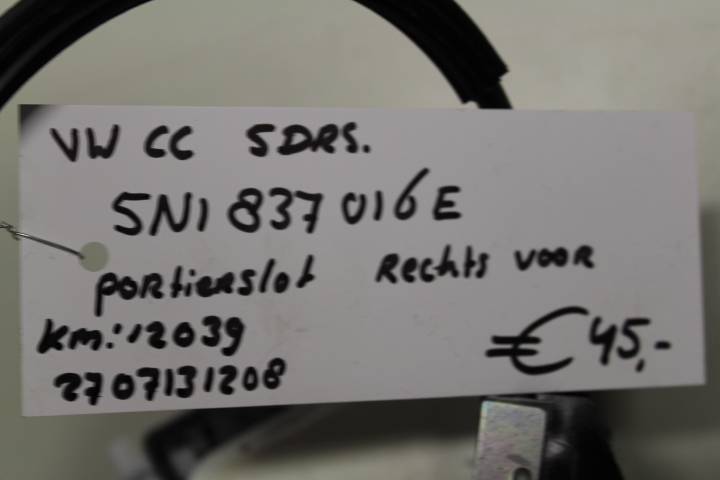 VW CC 5DRS.
5N1 837 016 E
portierslot Rechts voor
km: 12039
€ 45,-
2707131208